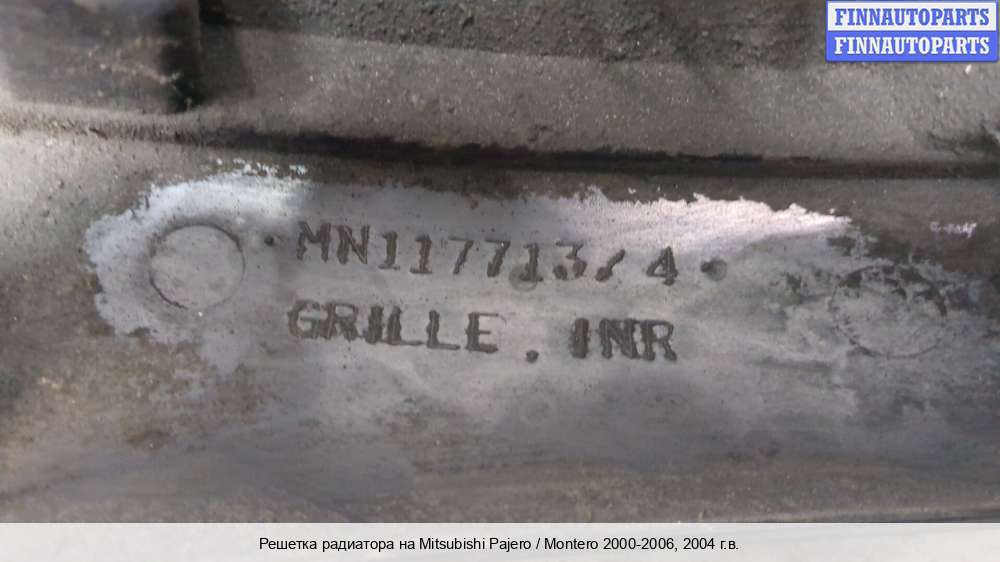 FINNAUTOPARTS
FINNAUTOPARTS
MN117713/4
GRILLE, INR
Решетка радиатора на Mitsubishi Pajero / Montero 2000-2006, 2004 г.в.